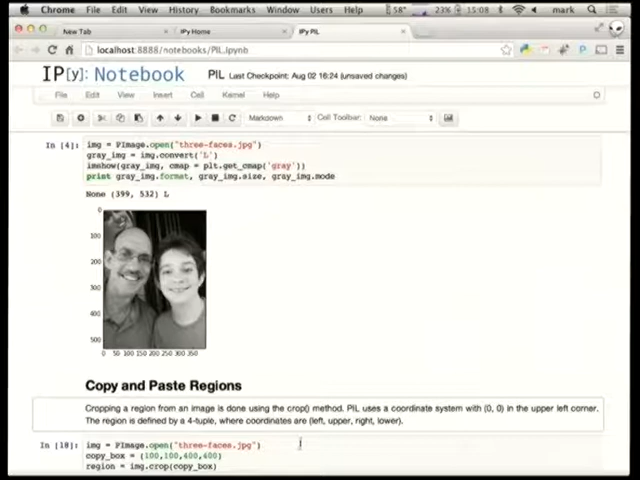 Chrome File Edit View History Bookmarks Window Users Help 58° 23% 15:08 mark
New Tab IPy Home IPy PIL
localhost:8888/notebooks/PIL.ipynb
IP[y]: Notebook PIL Last Checkpoint: Aug 02 16:24 (unsaved changes)
File Edit View Insert Cell Kernel Help
Markdown Cell Toolbar: None
In [4]: img = PImage.open("three-faces.jpg")
gray_img = img.convert('L')
imshow(gray_img, cmap = plt.get_cmap('gray'))
print gray_img.format, gray_img.size, gray_img.mode
None (399, 532) L
0
100
200
300
400
500
0 50 100 150 200 250 300 350
Copy and Paste Regions
Cropping a region from an image is done using the crop() method. PIL uses a coordinate system with (0, 0) in the upper left corner.
The region is defined by a 4-tuple, where coordinates are (left, upper, right, lower).
In [18]: img = PImage.open("three-faces.jpg")
copy_box = (100,100,400,400)
region = img.crop(copy_box)